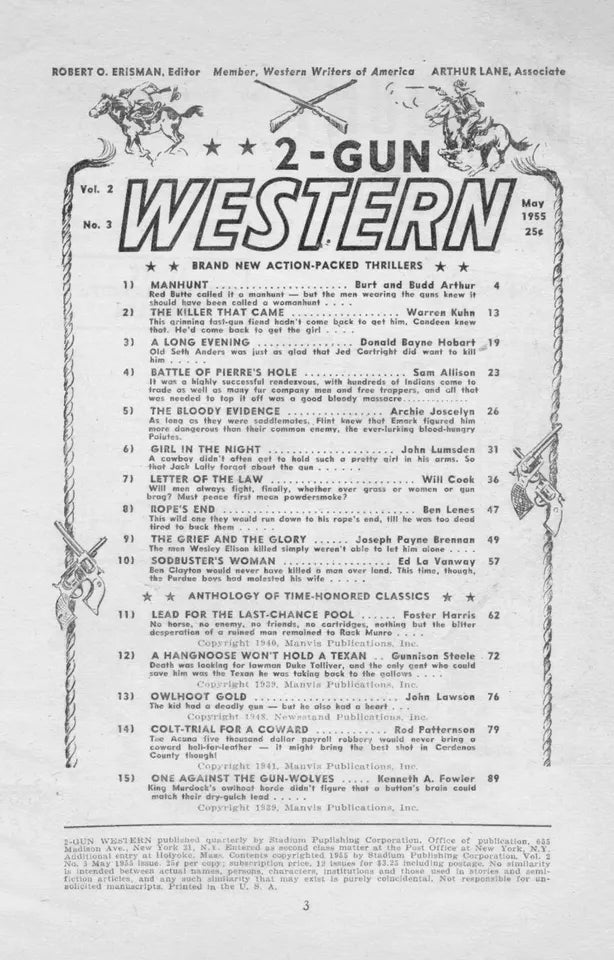 ROBERT O. ERISMAN, Editor Member, Western Writers of America ARTHUR LANE, Associate
2-GUN
WESTERN
Vol. 2
No. 3
May
1955
25¢
BRAND NEW ACTION-PACKED THRILLERS
1) MANHUNT ..................... Burt and Budd Arthur 4
Red Butte called it a manhunt — but the men wearing the guns knew it
should have been called a womanhunt . . . .
2) THE KILLER THAT CAME ................ Warren Kuhn 13
This grinning fast-gun fiend hadn't come back to get him, Candeen knew
that. He'd come back to get the girl . . . . .
3) A LONG EVENING ................ Donald Bayne Hobart 19
Old Seth Anders was just as glad that Jed Cartright did want to kill
him . . . . .
4) BATTLE OF PIERRE'S HOLE ................ Sam Allison 23
It was a highly successful rendezvous, with hundreds of Indians come to
trade as well as many fur company men and free trappers, and all that
was needed to top it off was a good bloody massacre..............
5) THE BLOODY EVIDENCE ............... Archie Joscelyn 26
As long as they were saddlemates, Flint knew that Emark figured him
more dangerous than their common enemy, the ever-lurking blood-hungry
Paiutes.
6) GIRL IN THE NIGHT .................... John Lumsden 31
A cowboy didn't often get to hold such a pretty girl in his arms. So
that Jack Lally forgot about the gun . . . . . .
7) LETTER OF THE LAW ...................... Will Cook 36
Will men always fight, finally, whether over grass or women or gun
brag? Must peace first mean powdersmoke?
8) ROPE'S END .............................. Ben Lenes 47
This wild one they would run down to his rope's end, till he was too dead
tired to buck them . . . . .
9) THE GRIEF AND THE GLORY ...... Joseph Payne Brennan 49
The men Wesley Elison killed simply weren't able to let him alone . . . .
10) SODBUSTER'S WOMAN ................. Ed La Vanway 57
Ben Clayton would never have killed a man over land. This time, though,
the Purdue boys had molested his wife . . . . .
ANTHOLOGY OF TIME-HONORED CLASSICS
11) LEAD FOR THE LAST-CHANCE POOL ...... Foster Harris 62
No horse, no enemy, no friends, no cartridges, nothing but the bitter
desperation of a ruined man remained to Rack Munro . . . .
Copyright 1940, Manvis Publications, Inc.
12) A HANGNOOSE WON'T HOLD A TEXAN .. Gunnison Steele 72
Death was looking for lawman Duke Tolliver, and the only gent who could
save him was the Texan he was taking back to the gallows . . . .
Copyright 1939, Manvis Publications, Inc.
13) OWLHOOT GOLD ....................... John Lawson 76
The kid had a deadly gun — but he also had a heart . . .
Copyright 1948, Newsstand Publications, Inc.
14) COLT-TRIAL FOR A COWARD ............ Rod Patternson 79
The Acuna five thousand dollar payroll robbery would never bring a
coward hell-for-leather — it might bring the best shot in Cardenas
County though!
Copyright 1941, Manvis Publications, Inc.
15) ONE AGAINST THE GUN-WOLVES ..... Kenneth A. Fowler 89
King Murdock's owlhoot horde didn't figure that a button's brain could
match their dry-gulch lead . . . . .
Copyright 1939, Manvis Publications, Inc.
2-GUN WESTERN published quarterly by Stadium Puplishing Corporation. Office of publication, 655
Madison Ave., New York 21, N.Y. Entered as second class matter at the Post Office at New York, N.Y.
Additional entry at Holyoke, Mass. Contents copyrighted 1955 by Stadium Publishing Corporation. Vol. 2
No. 3 May 1955 issue. 25¢ per copy; subscription price, 12 issues for $3.25 including postage. No similarity
is intended between actual names, persons, characters, institutions and those used in stories and semi-
fiction articles, and any such similarity that may exist is purely coincidental. Not responsible for un-
solicited manuscripts. Printed in the U. S. A.
3